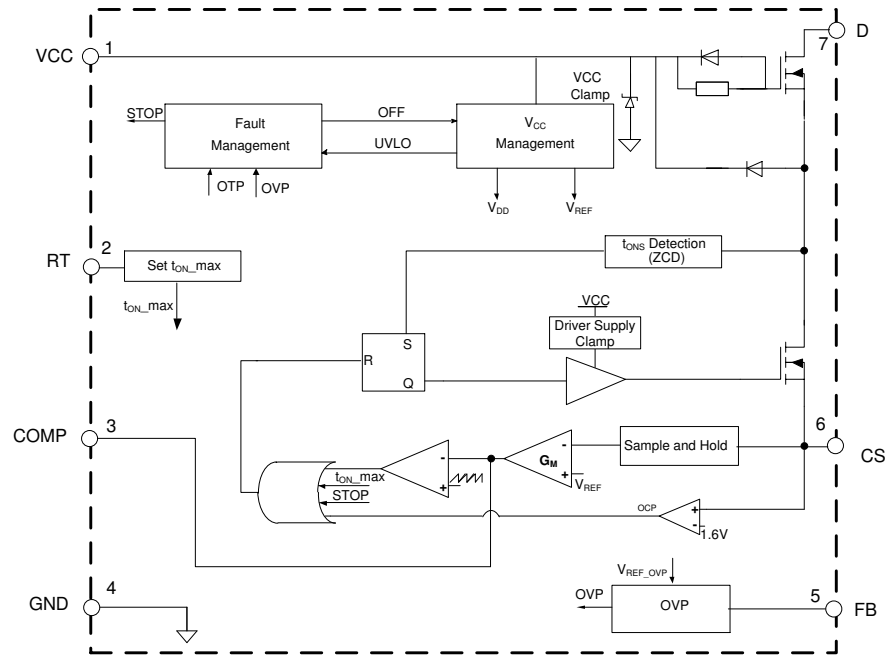 1
VCC
7
D
VCC
Clamp
STOP
Fault
Management
OFF
UVLO
VCC
Management
OTP
OVP
VDD
VREF
2
RT
Set tON_max
tON_max
tONS Detection
(ZCD)
VCC
Driver Supply
Clamp
S
R
Q
3
COMP
6
CS
Sample and Hold
-
GM
+
VREF
-
+
tON_max
STOP
OCP
+
-
1.6V
4
GND
VREF_OVP
OVP
OVP
5
FB